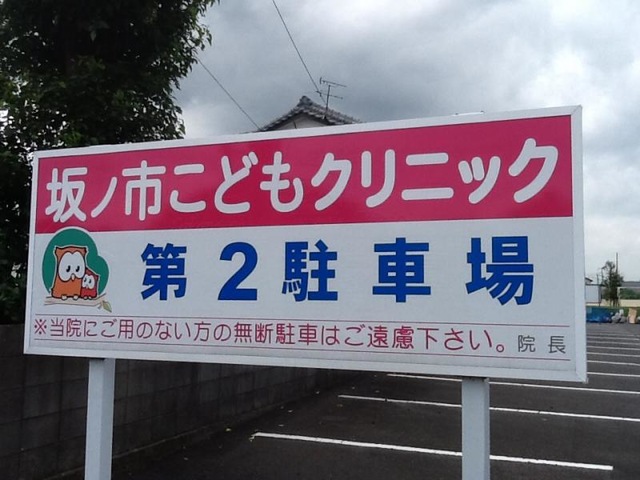 坂ノ市こどもクリニック
第2駐車場
※当院にご用のない方の無断駐車はご遠慮下さい。院長